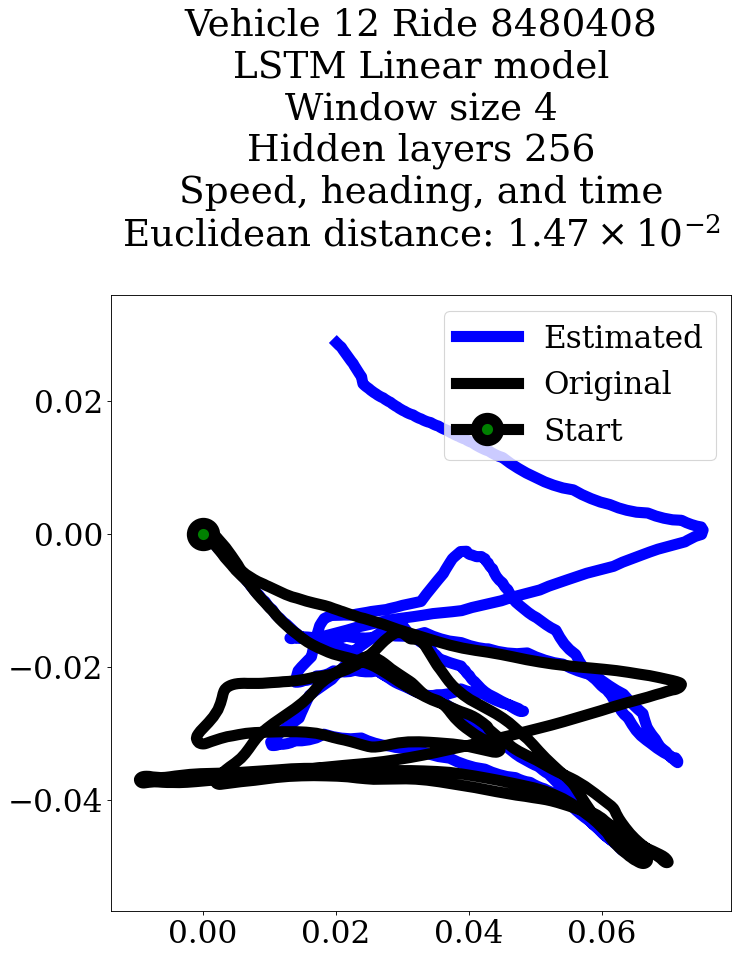 Vehicle 12 Ride 8480408
LSTM Linear model
Window size 4
Hidden layers 256
Speed, heading, and time
Euclidean distance: 1.47 × 10⁻²
Estimated
Original
Start
0.02
0.00
−0.02
−0.04
0.00 0.02 0.04 0.06